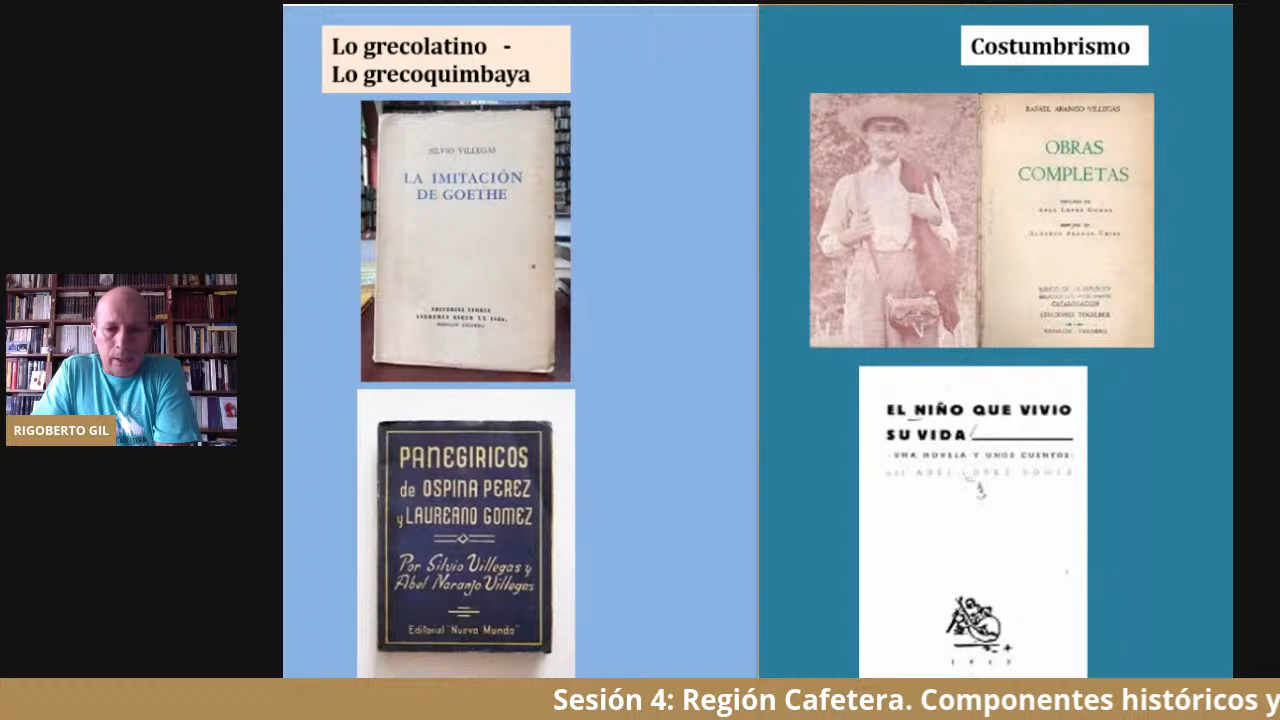 Lo grecolatino -
Lo grecoquimbaya
SILVIO VILLEGAS
LA IMITACIÓN
DE GOETHE
PANEGIRICOS
de OSPINA PEREZ
y LAUREANO GOMEZ
Por Silvio Villegas y
Abel Naranjo Villegas
Editorial "Nuevo Mundo"
Costumbrismo
RAFAEL ARANGO VILLEGAS
OBRAS
COMPLETAS
EL NIÑO QUE VIVIO
SU VIDA
UNA NOVELA Y UNOS CUENTOS
RIGOBERTO GIL
Sesión 4: Región Cafetera. Componentes históricos y